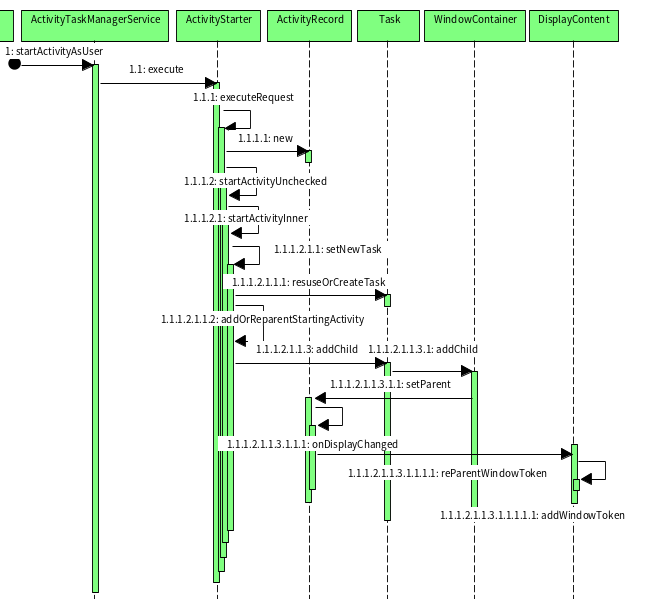 ActivityTaskManagerService
ActivityStarter
ActivityRecord
Task
WindowContainer
DisplayContent
1: startActivityAsUser
1.1: execute
1.1.1: executeRequest
1.1.1.1: new
1.1.1.2: startActivityUnchecked
1.1.1.2.1: startActivityInner
1.1.1.2.1.1: setNewTask
1.1.1.2.1.1.1: resuseOrCreateTask
1.1.1.2.1.1.2: addOrReparentStartingActivity
1.1.1.2.1.1.3: addChild
1.1.1.2.1.1.3.1: addChild
1.1.1.2.1.1.3.1.1: setParent
1.1.1.2.1.1.3.1.1.1: onDisplayChanged
1.1.1.2.1.1.3.1.1.1.1: reParentWindowToken
1.1.1.2.1.1.3.1.1.1.1.1: addWindowToken